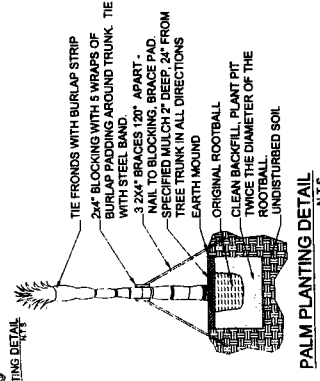 TING DETAIL
N.T.S
TIE FRONDS WITH BURLAP STRIP
2x4" BLOCKING WITH 5 WRAPS OF
BURLAP PADDING AROUND TRUNK. TIE
WITH STEEL BAND.
3 2X4" BRACES 120° APART -
NAIL TO BLOCKING, BRACE PAD.
SPECIFIED MULCH 2" DEEP, 24" FROM
TREE TRUNK IN ALL DIRECTIONS
EARTH MOUND
ORIGINAL ROOTBALL
CLEAN BACKFILL, PLANT PIT
TWICE THE DIAMETER OF THE
ROOTBALL.
UNDISTURBED SOIL
PALM PLANTING DETAIL
N.T.S